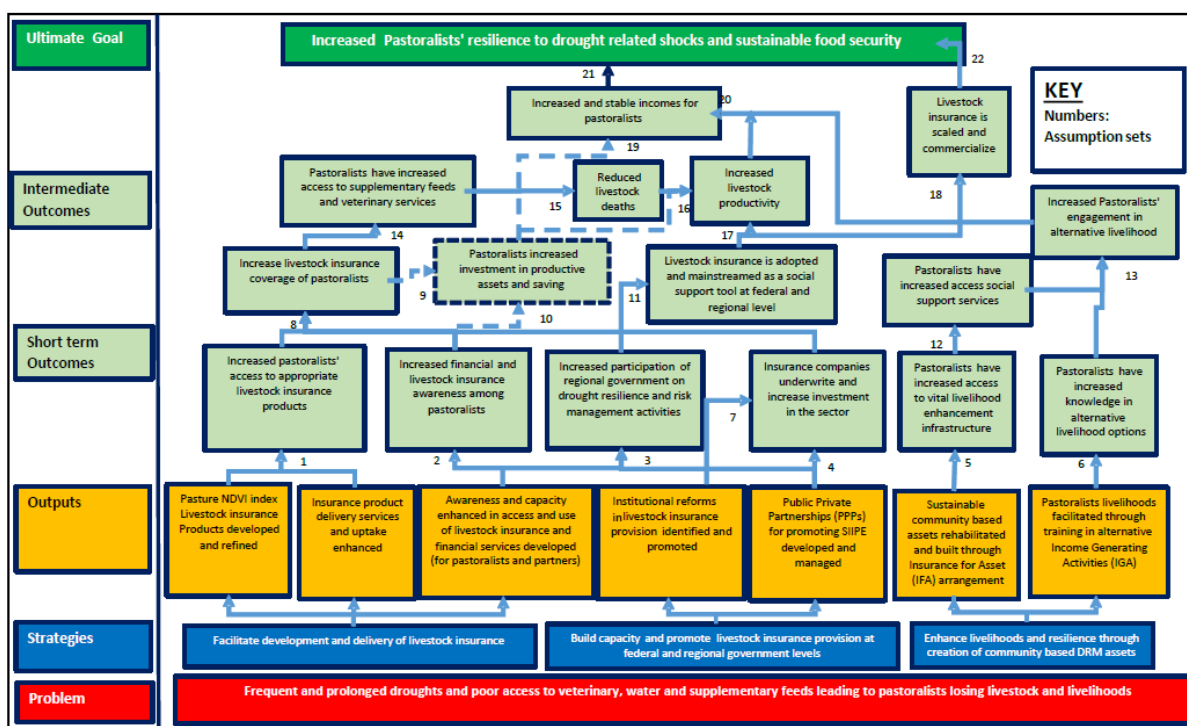 Ultimate Goal
Increased Pastoralists' resilience to drought related shocks and sustainable food security
22
21
KEY
Numbers:
Assumption sets
Increased and stable incomes for
pastoralists
20
Livestock
insurance is
scaled and
commercialize
19
Intermediate
Outcomes
Pastoralists have increased
access to supplementary feeds
and veterinary services
15
Reduced
livestock
deaths
16
Increased
livestock
productivity
18
Increased Pastoralists'
engagement in
alternative livelihood
14
17
Increase livestock insurance
coverage of pastoralists
9
Pastoralists increased
investment in productive
assets and saving
11
Livestock insurance is adopted
and mainstreamed as a social
support tool at federal and
regional level
Pastoralists have
increased access social
support services
13
8
10
12
Short term
Outcomes
Increased pastoralists'
access to appropriate
livestock insurance
products
Increased financial and
livestock insurance
awareness among
pastoralists
Increased participation of
regional government on
drought resilience and risk
management activities
7
Insurance companies
underwrite and
increase investment
in the sector
Pastoralists have
increased access
to vital livelihood
enhancement
infrastructure
Pastoralists have
increased
knowledge in
alternative
livelihood options
1
2
3
4
5
6
Outputs
Pasture NDVI index
Livestock insurance
Products developed
and refined
Insurance product
delivery services
and uptake
enhanced
Awareness and capacity
enhanced in access and use
of livestock insurance and
financial services developed
(for pastoralists and partners)
Institutional reforms
in livestock insurance
provision identified and
promoted
Public Private
Partnerships (PPPs)
for promoting SIIPE
developed and
managed
Sustainable
community based
assets rehabilitated
and built through
Insurance for Asset
(IFA) arrangement
Pastoralists livelihoods
facilitated through
training in alternative
Income Generating
Activities (IGA)
Strategies
Facilitate development and delivery of livestock insurance
Build capacity and promote livestock insurance provision at
federal and regional government levels
Enhance livelihoods and resilience through
creation of community based DRM assets
Problem
Frequent and prolonged droughts and poor access to veterinary, water and supplementary feeds leading to pastoralists losing livestock and livelihoods